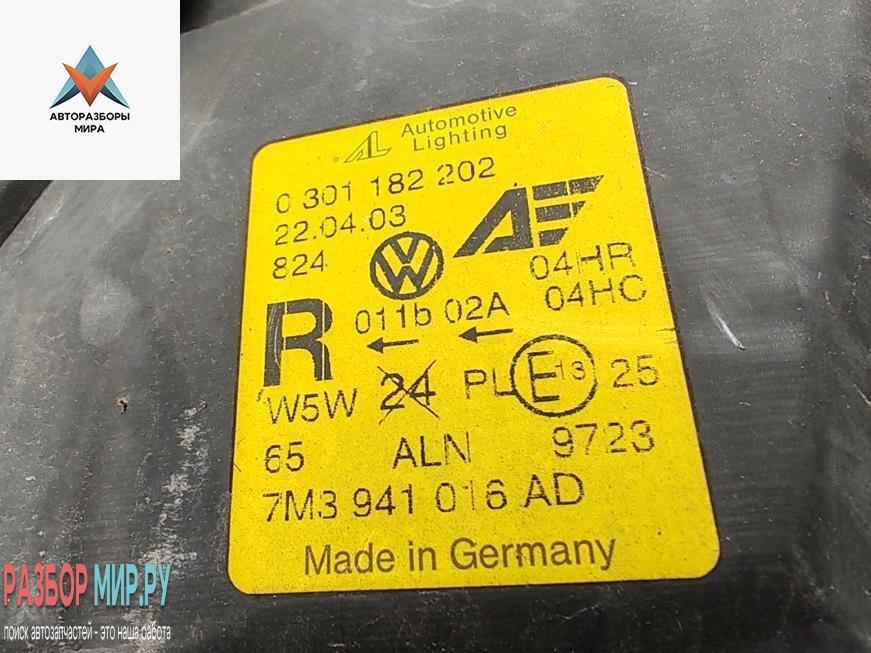 АВТОРАЗБОРЫ
МИРА
AL Automotive
Lighting
0 301 182 202
22.04.03
824
04HR
04HC
R
011b 02A
W5W 24 PL E 13 25
65 ALN 9723
7M3 941 016 AD
Made in Germany
РАЗБОР МИР.РУ
поиск автозапчастей - это наша работа